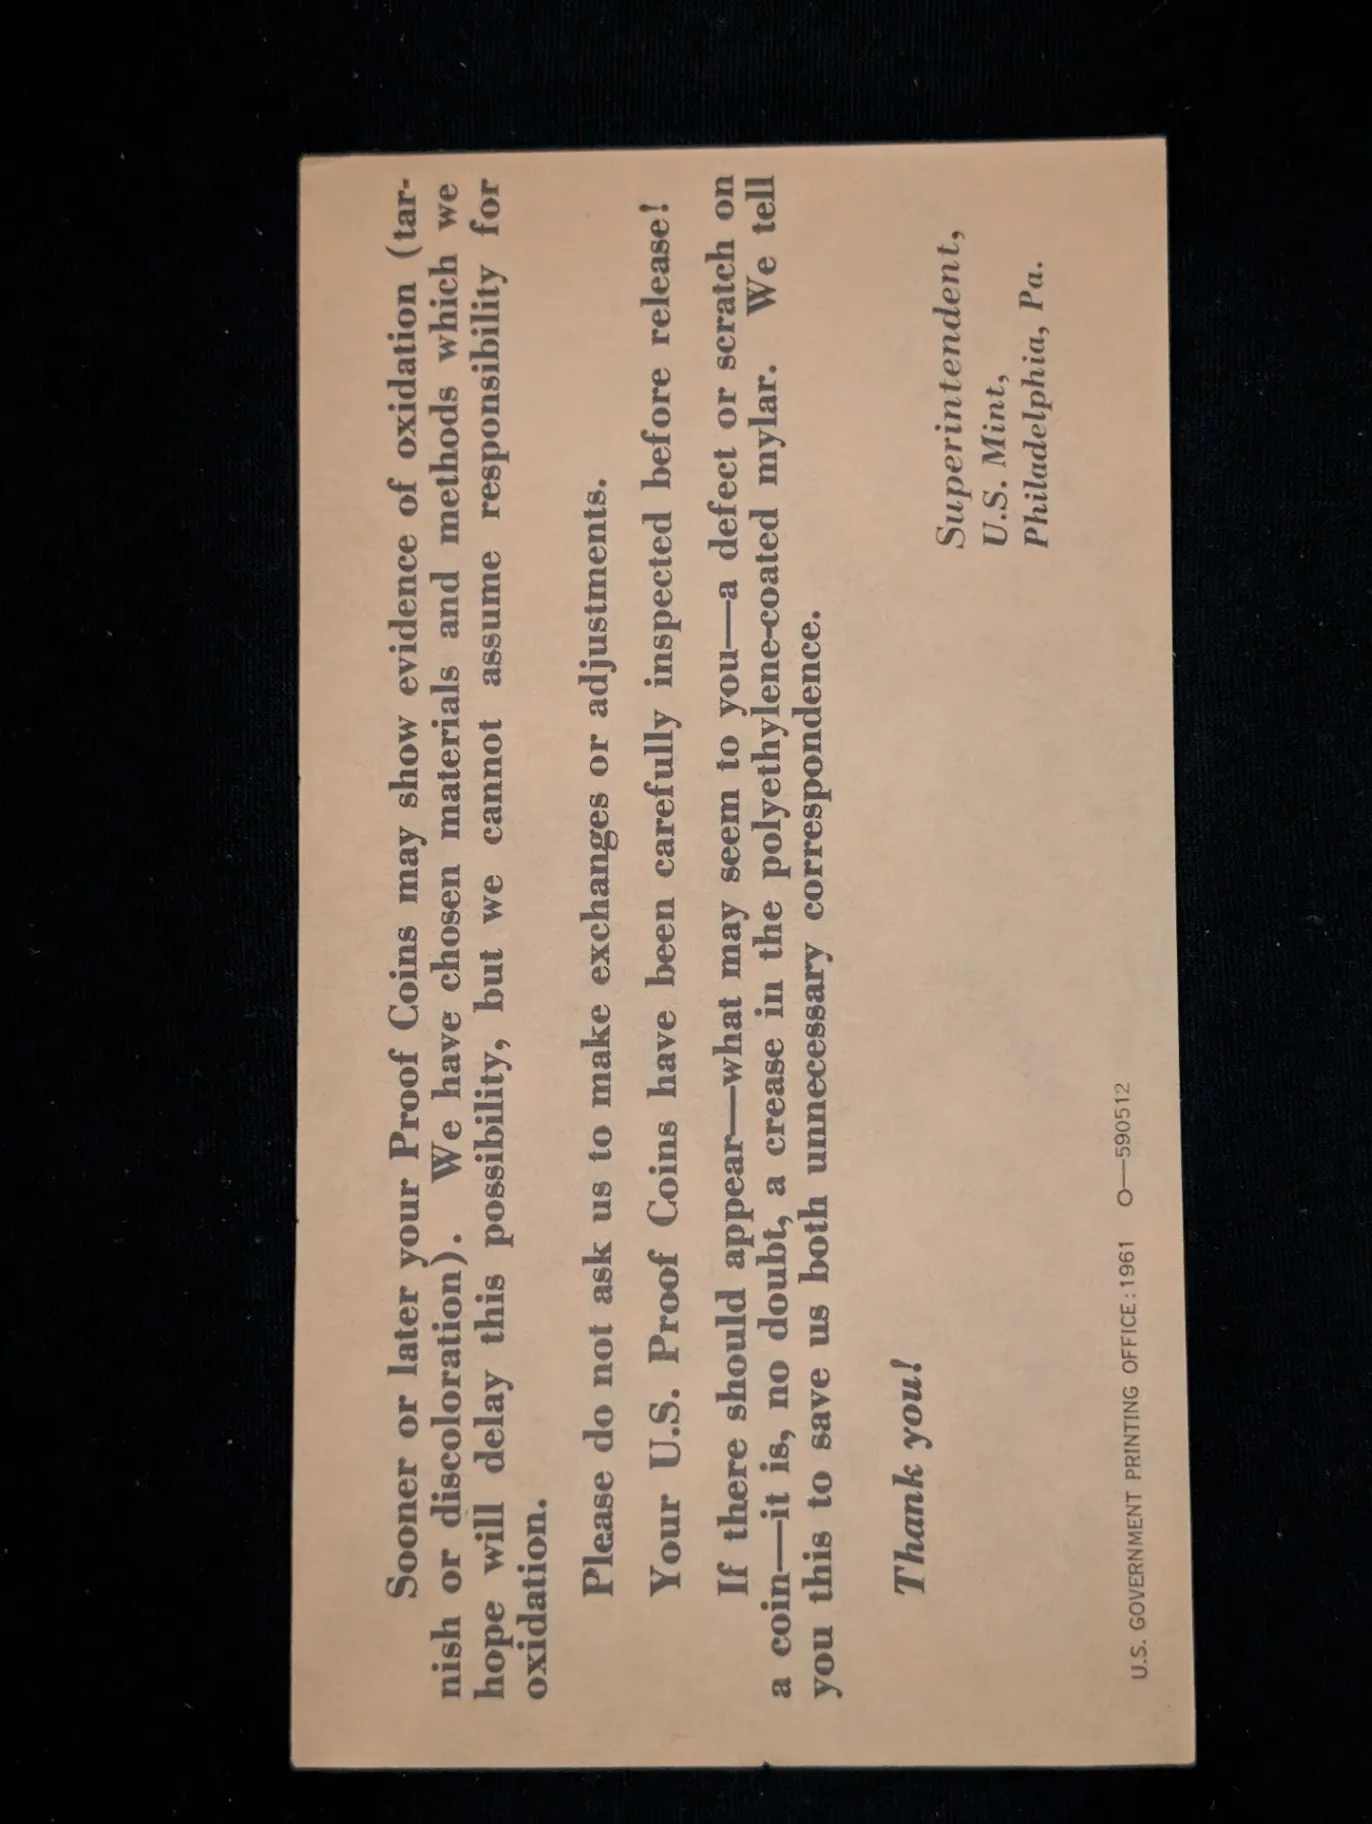 Sooner or later your Proof Coins may show evidence of oxidation (tar-
nish or discoloration). We have chosen materials and methods which we
hope will delay this possibility, but we cannot assume responsibility for
oxidation.
Please do not ask us to make exchanges or adjustments.
Your U.S. Proof Coins have been carefully inspected before release!
If there should appear—what may seem to you—a defect or scratch on
a coin—it is, no doubt, a crease in the polyethylene-coated mylar. We tell
you this to save us both unnecessary correspondence.
Thank you!
Superintendent,
U.S. Mint,
Philadelphia, Pa.
U.S. GOVERNMENT PRINTING OFFICE: 1961 O—590512